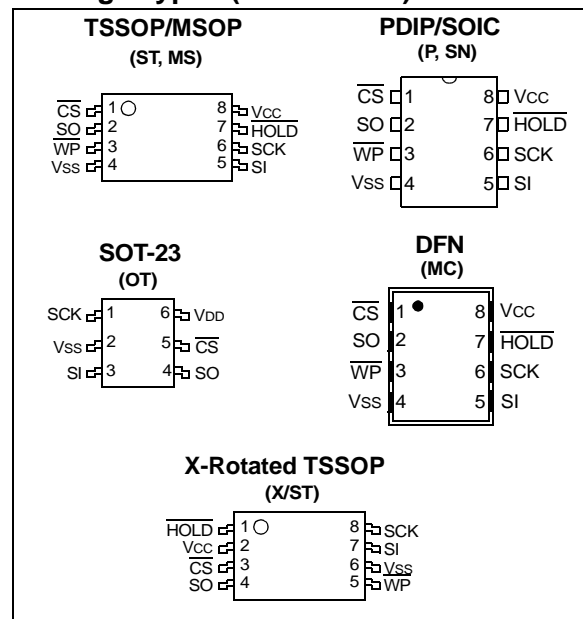 TSSOP/MSOP
(ST, MS)
CS 1 8 Vcc
SO 2 7 HOLD
WP 3 6 SCK
Vss 4 5 SI
PDIP/SOIC
(P, SN)
CS 1 8 Vcc
SO 2 7 HOLD
WP 3 6 SCK
Vss 4 5 SI
SOT-23
(OT)
SCK 1 6 VDD
Vss 2 5 CS
SI 3 4 SO
DFN
(MC)
CS 1 8 Vcc
SO 2 7 HOLD
WP 3 6 SCK
Vss 4 5 SI
X-Rotated TSSOP
(X/ST)
HOLD 1 8 SCK
Vcc 2 7 SI
CS 3 6 Vss
SO 4 5 WP